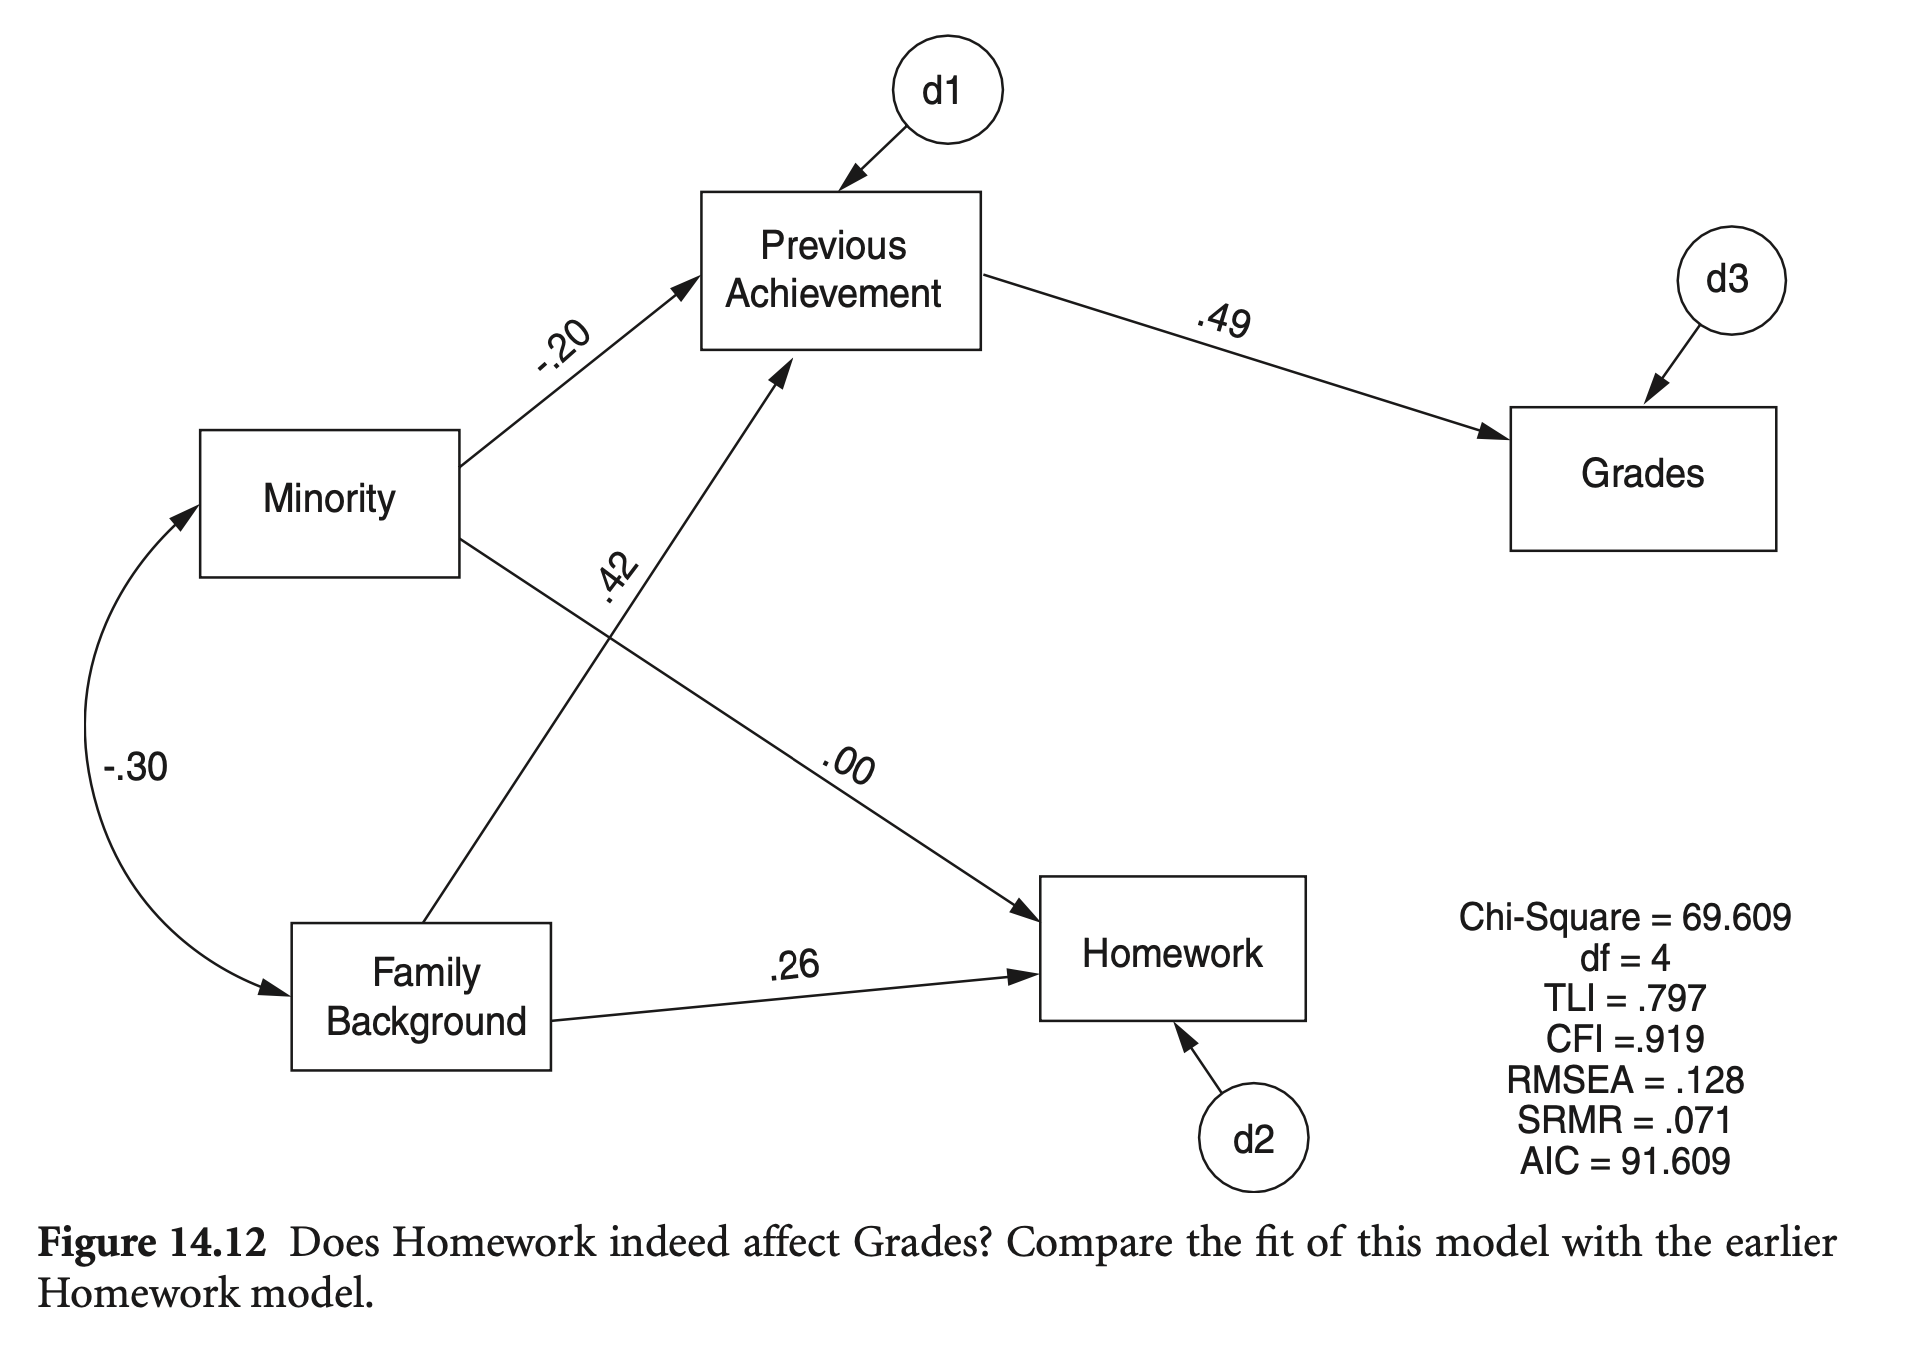 d1
Previous
Achievement
d3
-.20
.49
Grades
Minority
.42
-.30
.00
Family
Background
.26
Homework
d2
Chi-Square = 69.609
df = 4
TLI = .797
CFI =.919
RMSEA = .128
SRMR = .071
AIC = 91.609
Figure 14.12 Does Homework indeed affect Grades? Compare the fit of this model with the earlier
Homework model.